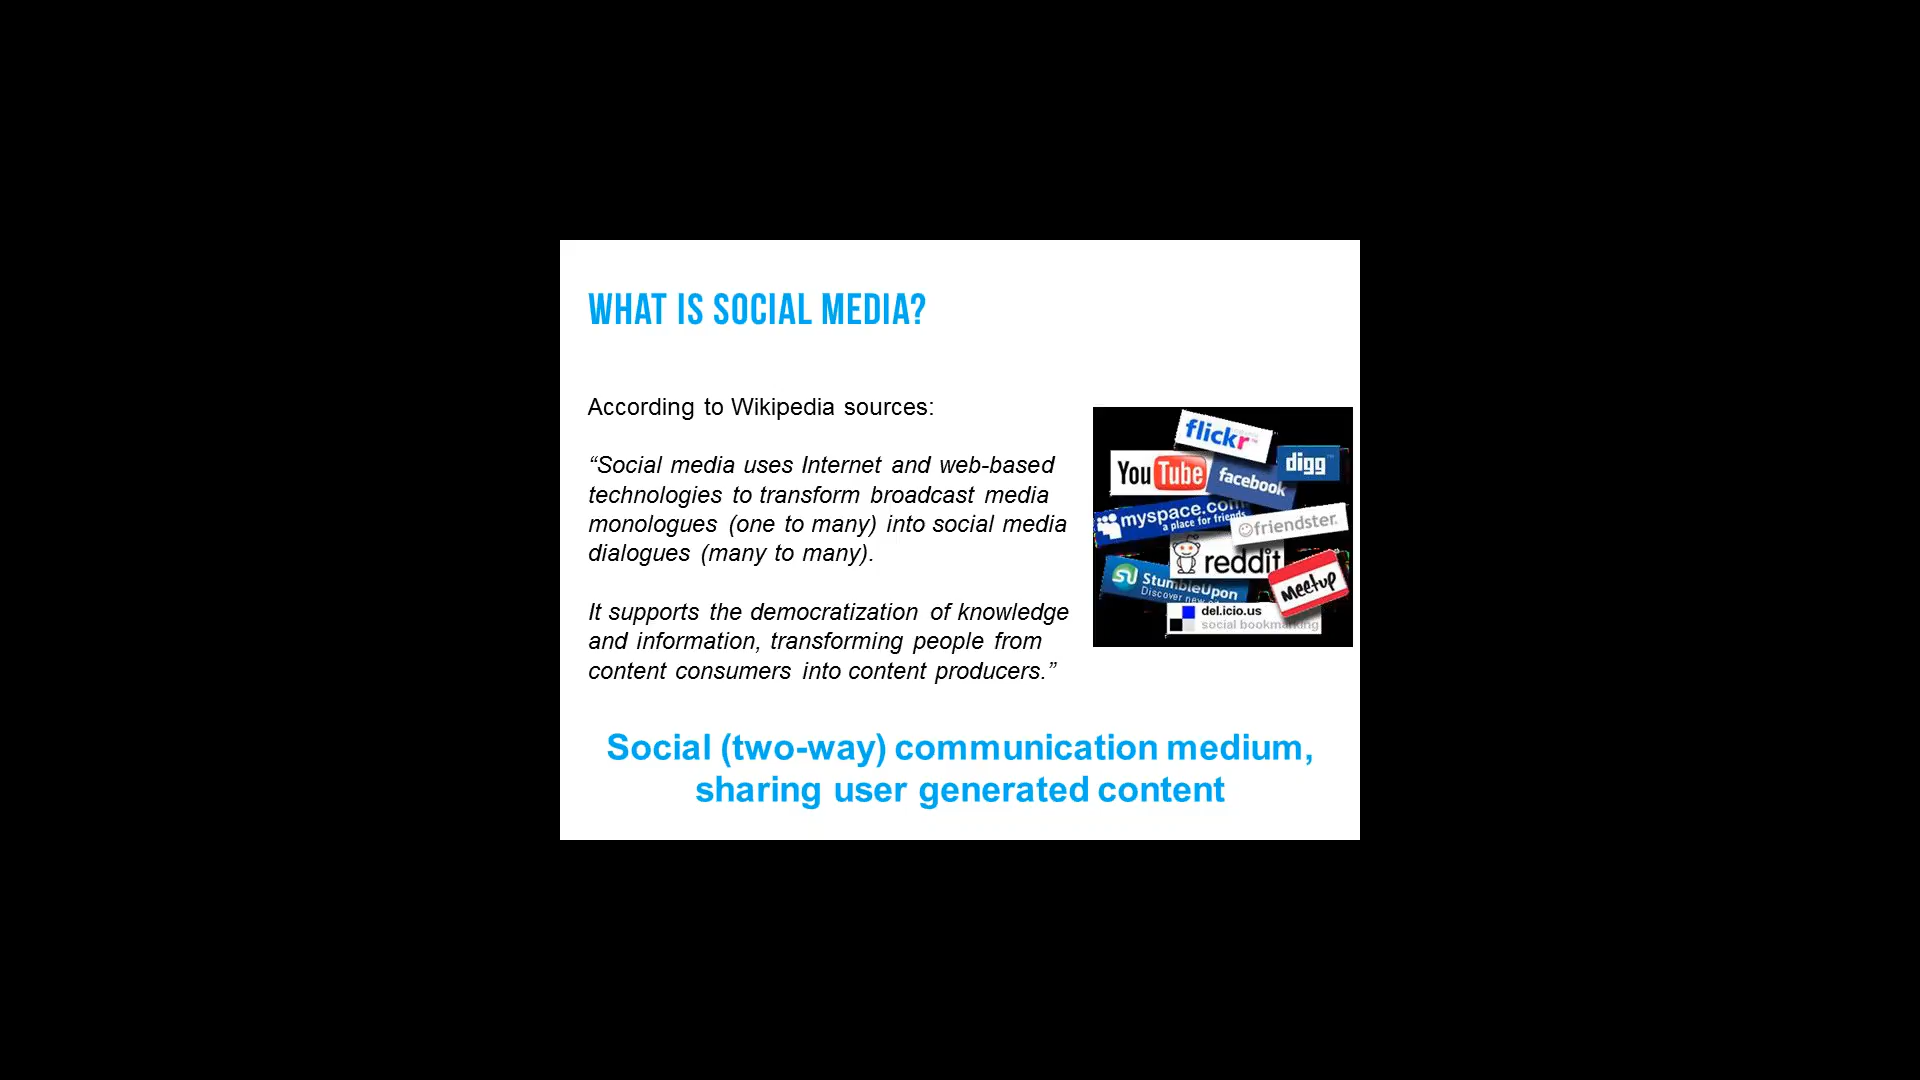 WHAT IS SOCIAL MEDIA?
According to Wikipedia sources:
“Social media uses Internet and web-based
technologies to transform broadcast media
monologues (one to many) into social media
dialogues (many to many).
It supports the democratization of knowledge
and information, transforming people from
content consumers into content producers.”
flickr
YouTube
facebook
digg
myspace.com
a place for friends
friendster.
reddit
StumbleUpon
Discover new
meetup
del.icio.us
social bookmarking
Social (two-way) communication medium,
sharing user generated content